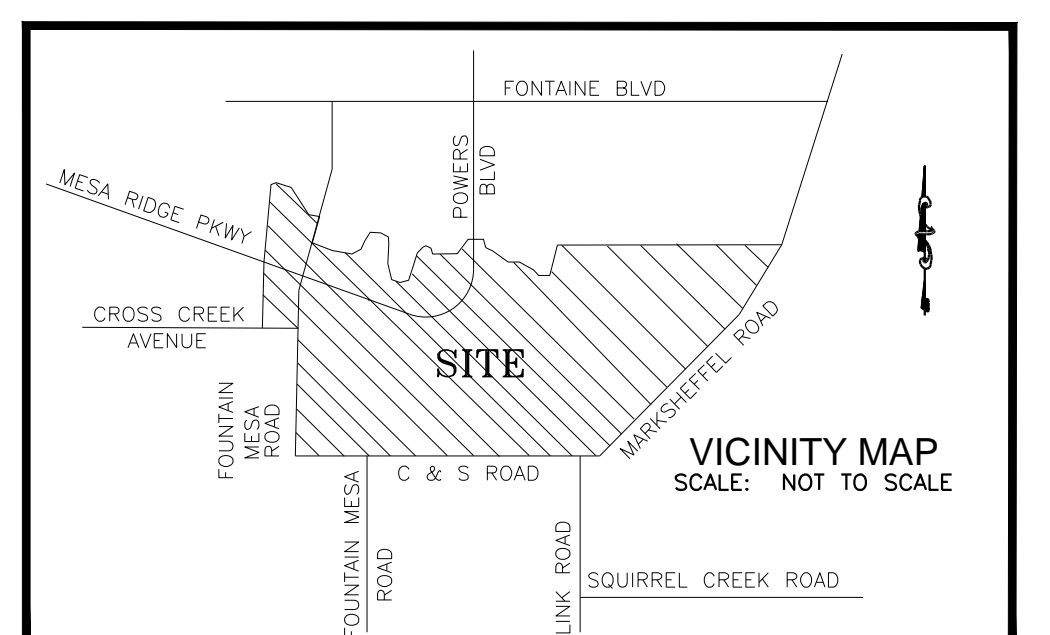 FONTAINE BLVD
POWERS
BLVD
MESA RIDGE PKWY
CROSS CREEK
AVENUE
SITE
MARKSHEFFEL ROAD
FOUNTAIN
MESA
ROAD
VICINITY MAP
SCALE: NOT TO SCALE
C & S ROAD
FOUNTAIN MESA
ROAD
LINK ROAD
SQUIRREL CREEK ROAD